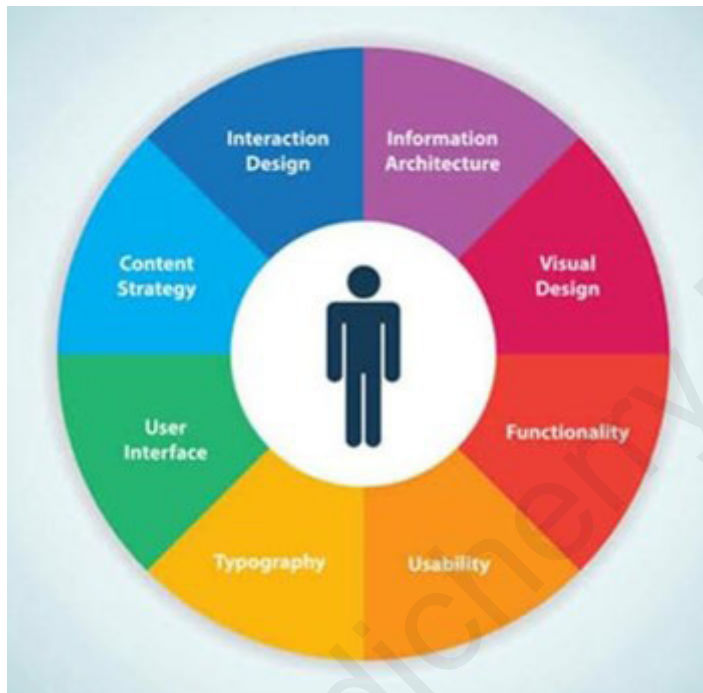 Interaction
Design
Information
Architecture
Visual
Design
Functionality
Usability
Typography
User
Interface
Content
Strategy